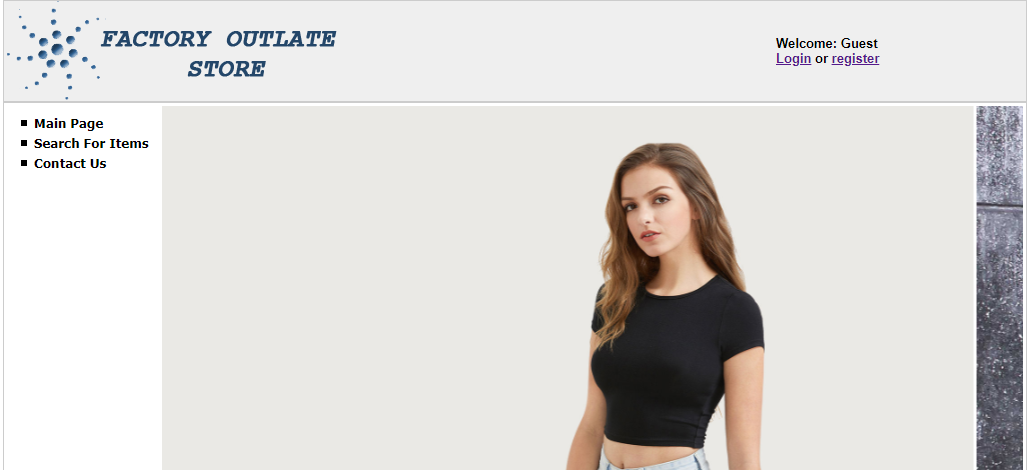 FACTORY OUTLATE
STORE
Welcome: Guest
Login or register
Main Page
Search For Items
Contact Us